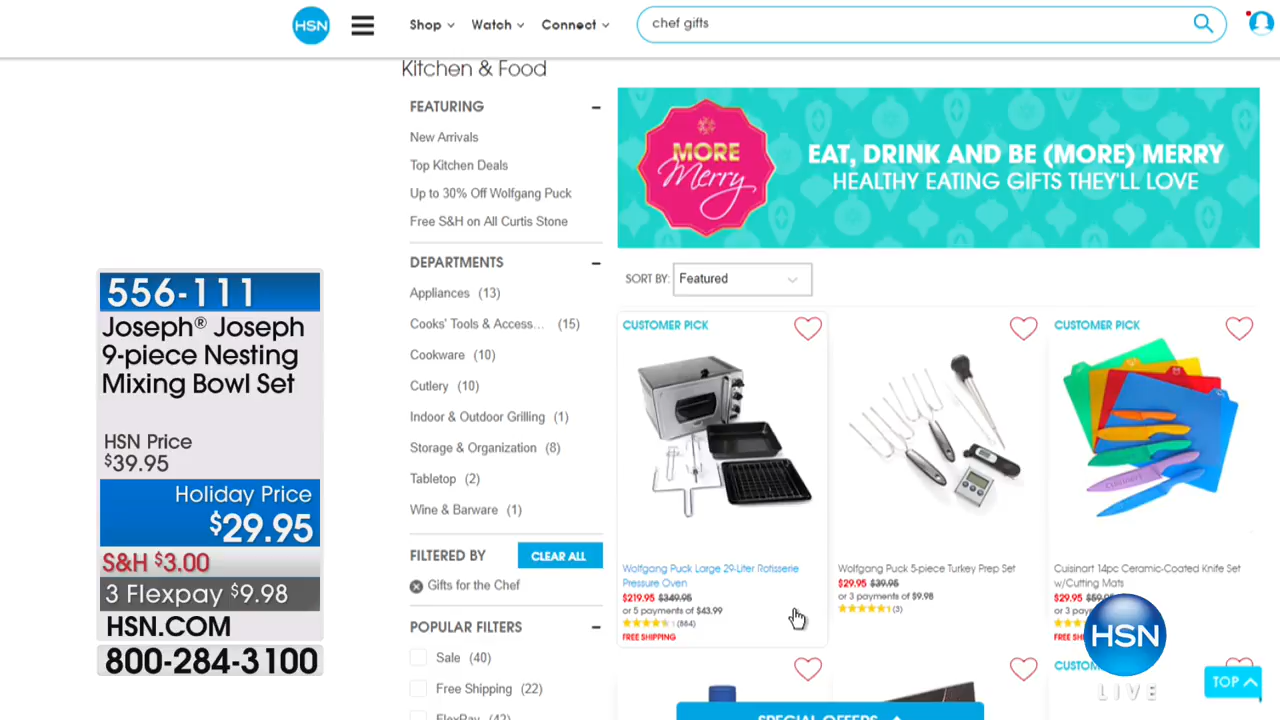 HSN
Shop
Watch
Connect
chef gifts
Kitchen & Food
FEATURING
New Arrivals
Top Kitchen Deals
Up to 30% Off Wolfgang Puck
Free S&H on All Curtis Stone
DEPARTMENTS
Appliances (13)
Cooks' Tools & Access... (15)
Cookware (10)
Cutlery (10)
Indoor & Outdoor Grilling (1)
Storage & Organization (8)
Tabletop (2)
Wine & Barware (1)
FILTERED BY
CLEAR ALL
Gifts for the Chef
POPULAR FILTERS
Sale (40)
Free Shipping (22)
FlexPay (42)
MORE
Merry
EAT, DRINK AND BE (MORE) MERRY
HEALTHY EATING GIFTS THEY'LL LOVE
SORT BY: Featured
CUSTOMER PICK
Wolfgang Puck Large 29-Liter Rotisserie
Pressure Oven
$219.95 $349.95
or 5 payments of $43.99
(884)
FREE SHIPPING
Wolfgang Puck 5-piece Turkey Prep Set
$29.95 $39.95
or 3 payments of $9.98
(3)
CUSTOMER PICK
Cuisinart 14pc Ceramic-Coated Knife Set
w/Cutting Mats
$29.95
or 3
CUSTOM
SPECIAL OFFERS
TOP
HSN
LIVE
556-111
Joseph® Joseph
9-piece Nesting
Mixing Bowl Set
HSN Price
$39.95
Holiday Price
$29.95
S&H $3.00
3 Flexpay $9.98
HSN.COM
800-284-3100